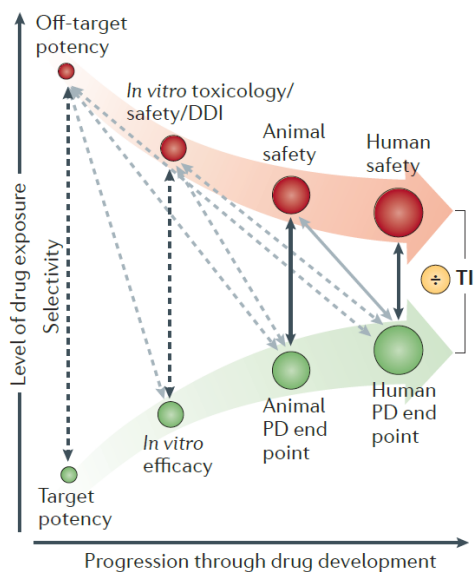 Off-target
potency
In vitro toxicology/
safety/DDI
Animal
safety
Human
safety
Level of drug exposure
Selectivity
÷ TI
Target
potency
In vitro
efficacy
Animal
PD end
point
Human
PD end
point
Progression through drug development